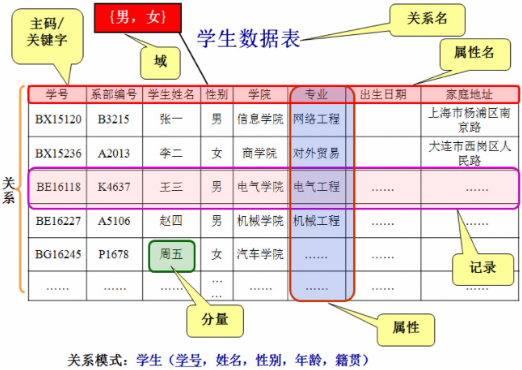 主码/
关键字
{男，女}
域
学生数据表
关系名
属性名
学号 系部编号 学生姓名 性别 学院 专业 出生日期 家庭地址
BX15120 B3215 张一 男 信息学院 网络工程 上海市杨浦区南
京路
BX15236 A2013 李二 女 商学院 对外贸易 大连市西岗区人
民路
BE16118 K4637 王三 男 电气学院 电气工程 …… ……
BE16227 A5106 赵四 男 机械学院 机械工程 …… ……
BG16245 P1678 周五 女 汽车学院 …… …… ……
…… …… …… …… …… …… …… ……
关系
记录
分量
属性
关系模式：学生（学号，姓名，性别，年龄，籍贯）